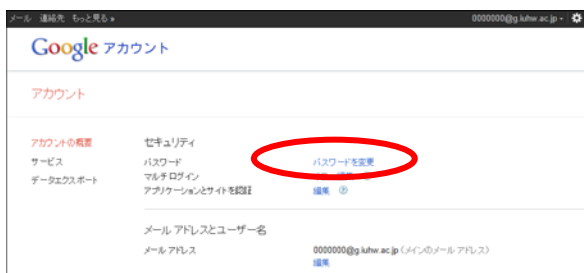 メール 連絡先 もっと見る»
0000000@g.iuhw.ac.jp
Google アカウント
アカウント
アカウントの概要
サービス
データエクスポート
セキュリティ
パスワード パスワードを変更
マルチログイン
アプリケーションとサイトを認証 編集
メール アドレスとユーザー名
メール アドレス 0000000@g.iuhw.ac.jp (メインのメール アドレス)
編集